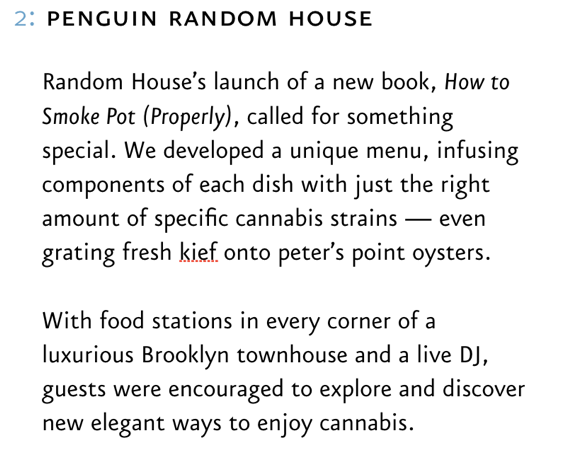 2: PENGUIN RANDOM HOUSE
Random House’s launch of a new book, How to
Smoke Pot (Properly), called for something
special. We developed a unique menu, infusing
components of each dish with just the right
amount of specific cannabis strains — even
grating fresh kief onto peter’s point oysters.
With food stations in every corner of a
luxurious Brooklyn townhouse and a live DJ,
guests were encouraged to explore and discover
new elegant ways to enjoy cannabis.